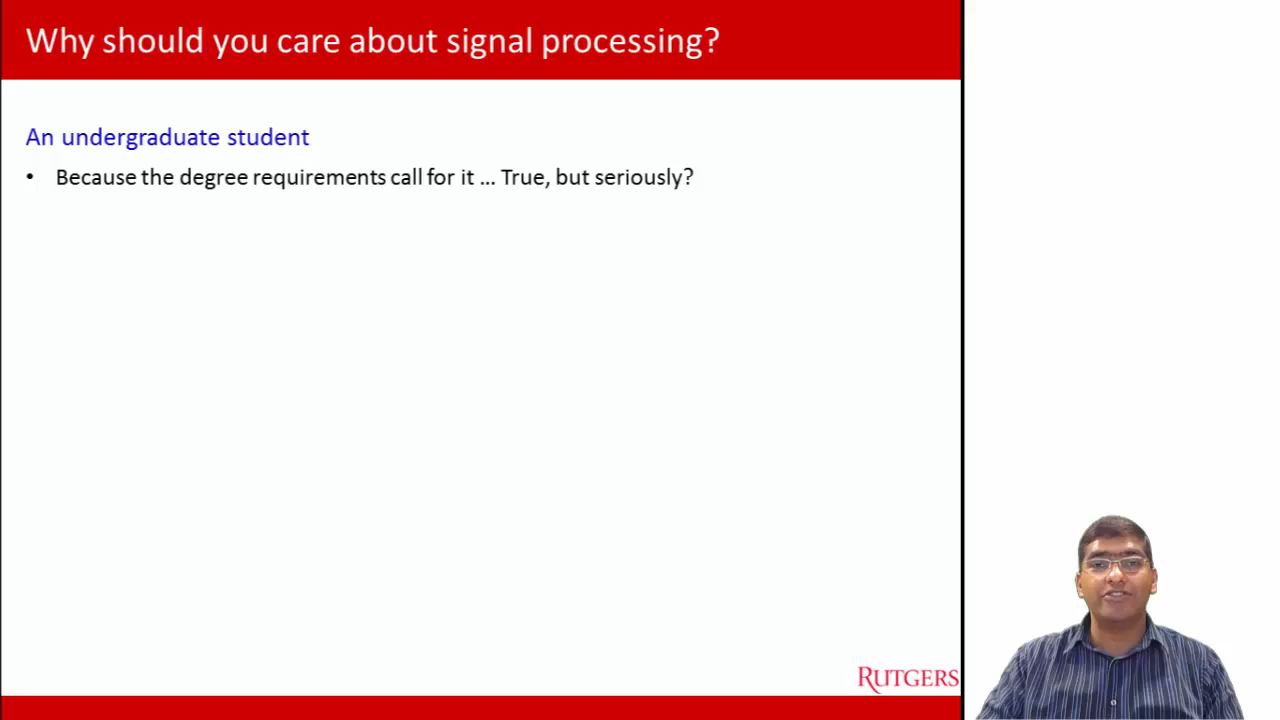 Why should you care about signal processing?
An undergraduate student
• Because the degree requirements call for it … True, but seriously?
RUTGERS